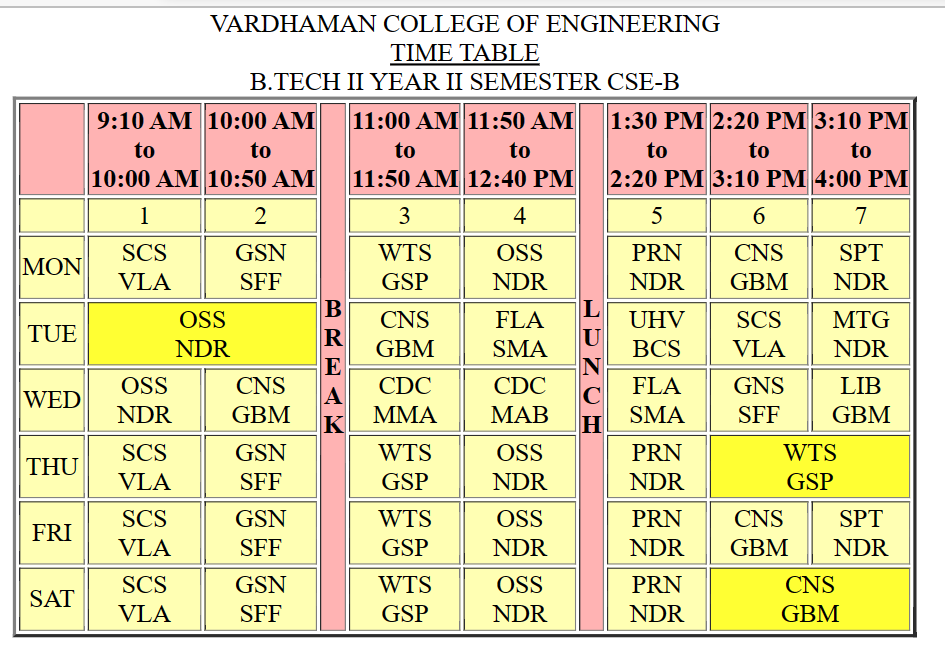 VARDHAMAN COLLEGE OF ENGINEERING
TIME TABLE
B.TECH II YEAR II SEMESTER CSE-B
9:10 AM to 10:00 AM 10:00 AM to 10:50 AM BREAK 11:00 AM to 11:50 AM 11:50 AM to 12:40 PM LUNCH 1:30 PM to 2:20 PM 2:20 PM to 3:10 PM 3:10 PM to 4:00 PM
1 2 3 4 5 6 7
MON SCS VLA GSN SFF WTS GSP OSS NDR PRN NDR CNS GBM SPT NDR
TUE OSS NDR CNS GBM FLA SMA UHV BCS SCS VLA MTG NDR
WED OSS NDR CNS GBM CDC MMA CDC MAB FLA SMA GNS SFF LIB GBM
THU SCS VLA GSN SFF WTS GSP OSS NDR PRN NDR WTS GSP
FRI SCS VLA GSN SFF WTS GSP OSS NDR PRN NDR CNS GBM SPT NDR
SAT SCS VLA GSN SFF WTS GSP OSS NDR PRN NDR CNS GBM